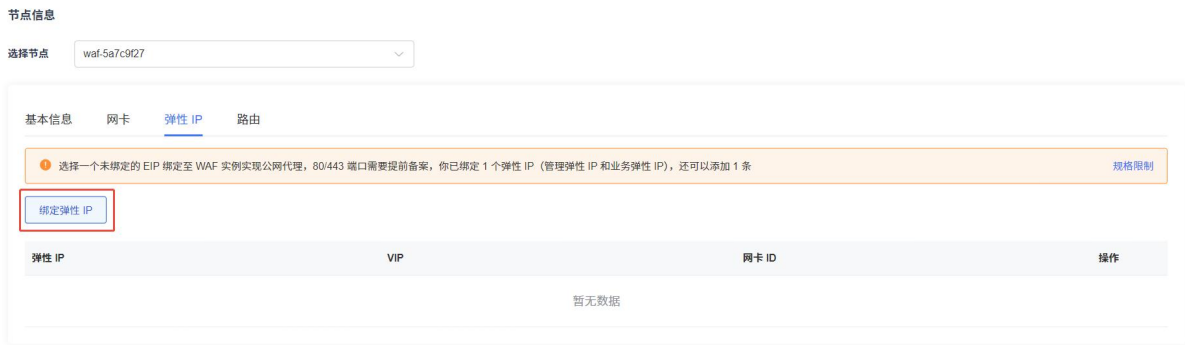 节点信息
选择节点 waf-5a7c9f27
基本信息 网卡 弹性 IP 路由
选择一个未绑定的 EIP 绑定至 WAF 实例实现公网代理，80/443 端口需要提前备案，你已绑定 1 个弹性 IP（管理弹性 IP 和业务弹性 IP），还可以添加 1 条 规格限制
绑定弹性 IP
弹性 IP VIP 网卡 ID 操作
暂无数据